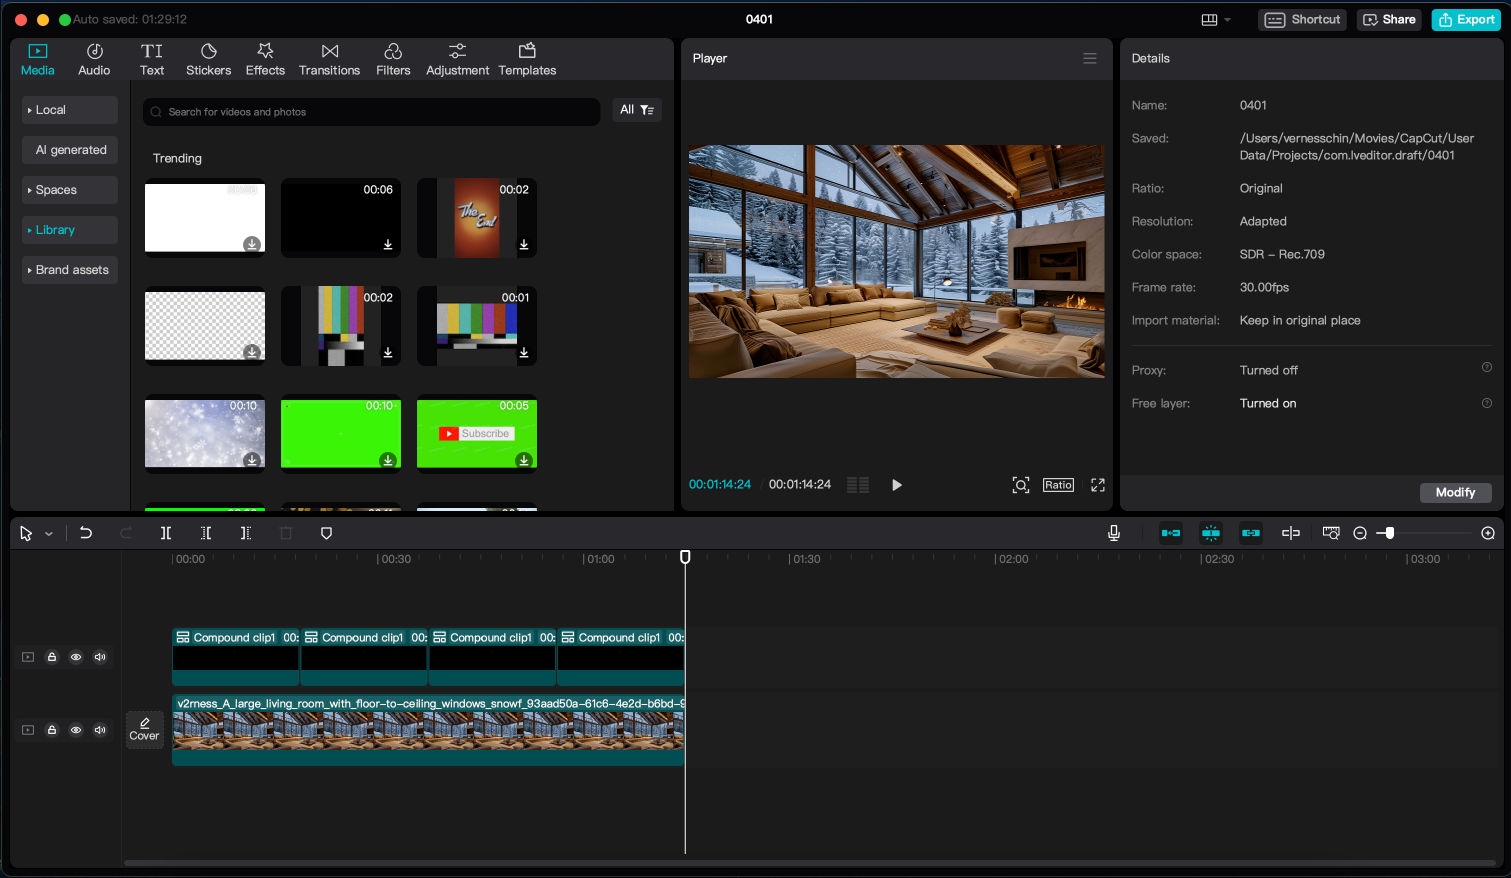 Auto saved: 01:29:12
0401
Shortcut
Share
Export
Media
Audio
TI
Text
Stickers
Effects
Transitions
Filters
Adjustment
Templates
Local
AI generated
Spaces
Library
Brand assets
Search for videos and photos
All
Trending
00:06
The End
00:02
00:02
00:01
00:10
00:10
00:05
Subscribe
Player
00:01:14:24
00:01:14:24
Ratio
Details
Name: 0401
Saved: /Users/vernesschin/Movies/CapCut/User
Data/Projects/com.lveditor.draft/0401
Ratio: Original
Resolution: Adapted
Color space: SDR - Rec.709
Frame rate: 30.00fps
Import material: Keep in original place
Proxy: Turned off
Free layer: Turned on
Modify
00:00
00:30
01:00
01:30
02:00
02:30
03:00
Compound clip1 00:
Compound clip1 00:
Compound clip1 00:
Compound clip1 00:
Cover
v2rness_A_large_living_room_with_floor-to-ceiling_windows_snowf_93aad50a-61c6-4e2d-b6bd-9